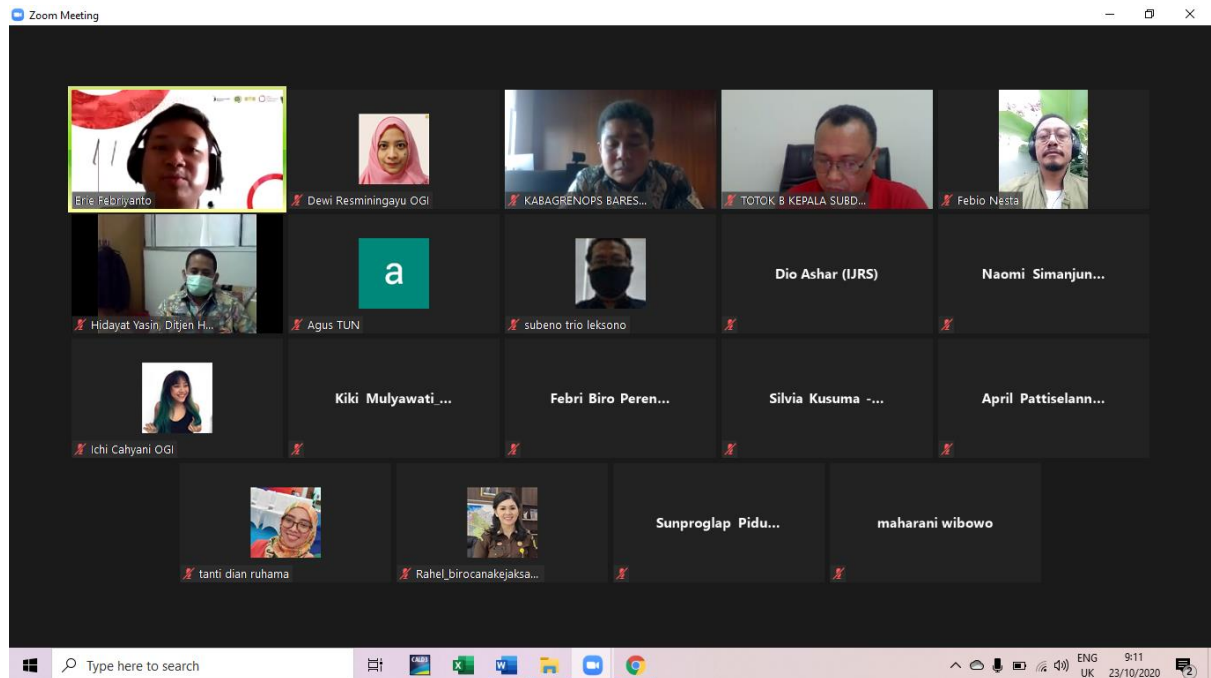 Zoom Meeting
Erie Febriyanto
Dewi Resminingayu OGI
KABAGRENOPS BARES...
TOTOK B KEPALA SUBD...
Febio Nesta
Hidayat Yasin, Ditjen H...
a
Agus TUN
subeno trio leksono
Dio Ashar (IJRS)
Naomi Simanjun...
Ichi Cahyani OGI
Kiki Mulyawati_...
Febri Biro Peren...
Silvia Kusuma -...
April Pattiselann...
tanti dian ruhama
Rahel_birocanakejaksa...
Sunproglap Pidu...
maharani wibowo
Type here to search
CALD3
ENG
UK
9:11
23/10/2020
2